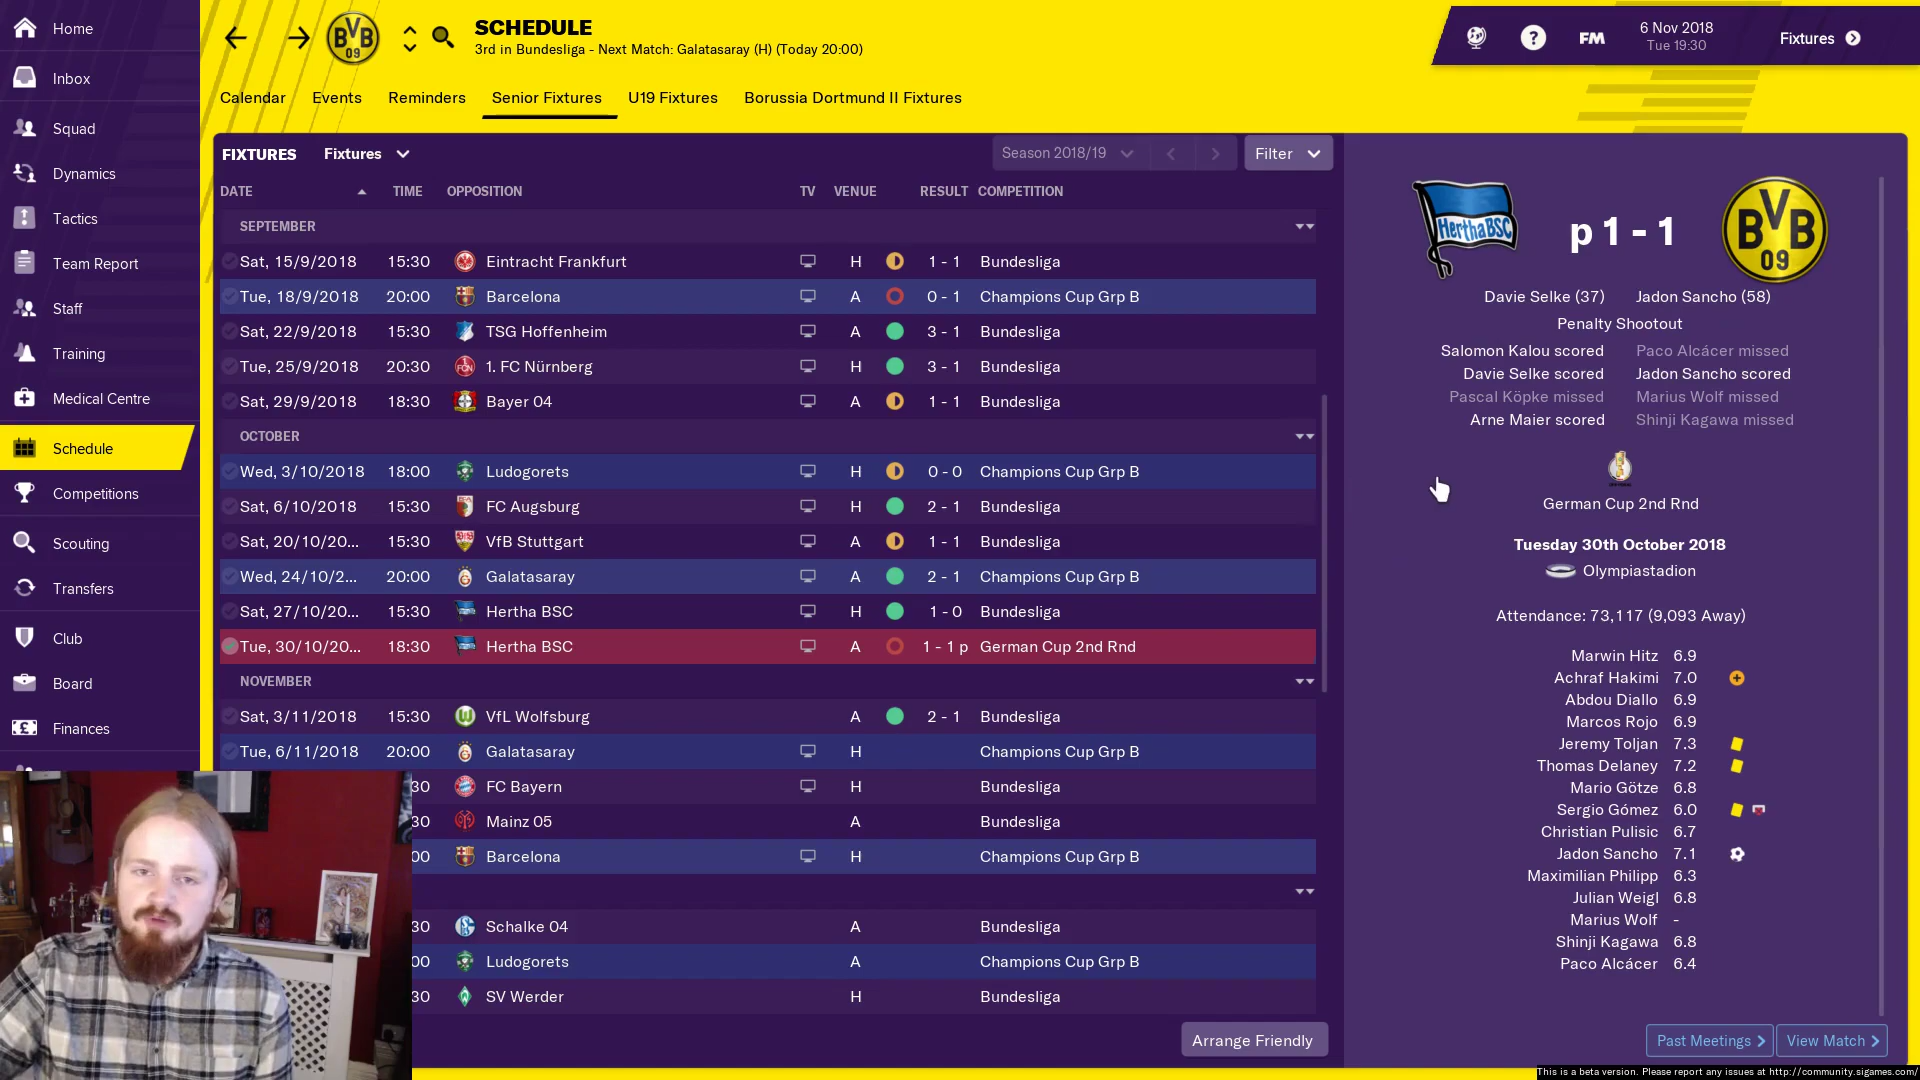 Home
Inbox
Squad
Dynamics
Tactics
Team Report
Staff
Training
Medical Centre
Schedule
Competitions
Scouting
Transfers
Club
Board
Finances
SCHEDULE
3rd in Bundesliga - Next Match: Galatasaray (H) (Today 20:00)
FM
6 Nov 2018
Tue 19:30
Fixtures
Calendar Events Reminders Senior Fixtures U19 Fixtures Borussia Dortmund II Fixtures
FIXTURES Fixtures Season 2018/19 Filter
DATE TIME OPPOSITION TV VENUE RESULT COMPETITION
SEPTEMBER
Sat, 15/9/2018 15:30 Eintracht Frankfurt H 1 - 1 Bundesliga
Tue, 18/9/2018 20:00 Barcelona A 0 - 1 Champions Cup Grp B
Sat, 22/9/2018 15:30 TSG Hoffenheim A 3 - 1 Bundesliga
Tue, 25/9/2018 20:30 1. FC Nürnberg H 3 - 1 Bundesliga
Sat, 29/9/2018 18:30 Bayer 04 A 1 - 1 Bundesliga
OCTOBER
Wed, 3/10/2018 18:00 Ludogorets H 0 - 0 Champions Cup Grp B
Sat, 6/10/2018 15:30 FC Augsburg H 2 - 1 Bundesliga
Sat, 20/10/20... 15:30 VfB Stuttgart A 1 - 1 Bundesliga
Wed, 24/10/2... 20:00 Galatasaray A 2 - 1 Champions Cup Grp B
Sat, 27/10/20... 15:30 Hertha BSC H 1 - 0 Bundesliga
Tue, 30/10/20... 18:30 Hertha BSC A 1 - 1 p German Cup 2nd Rnd
NOVEMBER
Sat, 3/11/2018 15:30 VfL Wolfsburg A 2 - 1 Bundesliga
Tue, 6/11/2018 20:00 Galatasaray H Champions Cup Grp B
30 FC Bayern H Bundesliga
30 Mainz 05 A Bundesliga
00 Barcelona H Champions Cup Grp B
30 Schalke 04 A Bundesliga
00 Ludogorets A Champions Cup Grp B
30 SV Werder H Bundesliga
Arrange Friendly
Hertha BSC
p 1 - 1
BVB 09
Davie Selke (37) Jadon Sancho (58)
Penalty Shootout
Salomon Kalou scored Paco Alcácer missed
Davie Selke scored Jadon Sancho scored
Pascal Köpke missed Marius Wolf missed
Arne Maier scored Shinji Kagawa missed
German Cup 2nd Rnd
Tuesday 30th October 2018
Olympiastadion
Attendance: 73,117 (9,093 Away)
Marwin Hitz 6.9
Achraf Hakimi 7.0
Abdou Diallo 6.9
Marcos Rojo 6.9
Jeremy Toljan 7.3
Thomas Delaney 7.2
Mario Götze 6.8
Sergio Gómez 6.0
Christian Pulisic 6.7
Jadon Sancho 7.1
Maximilian Philipp 6.3
Julian Weigl 6.8
Marius Wolf -
Shinji Kagawa 6.8
Paco Alcácer 6.4
Past Meetings View Match
This is a beta version. Please report any issues at http://community.sigames.com/